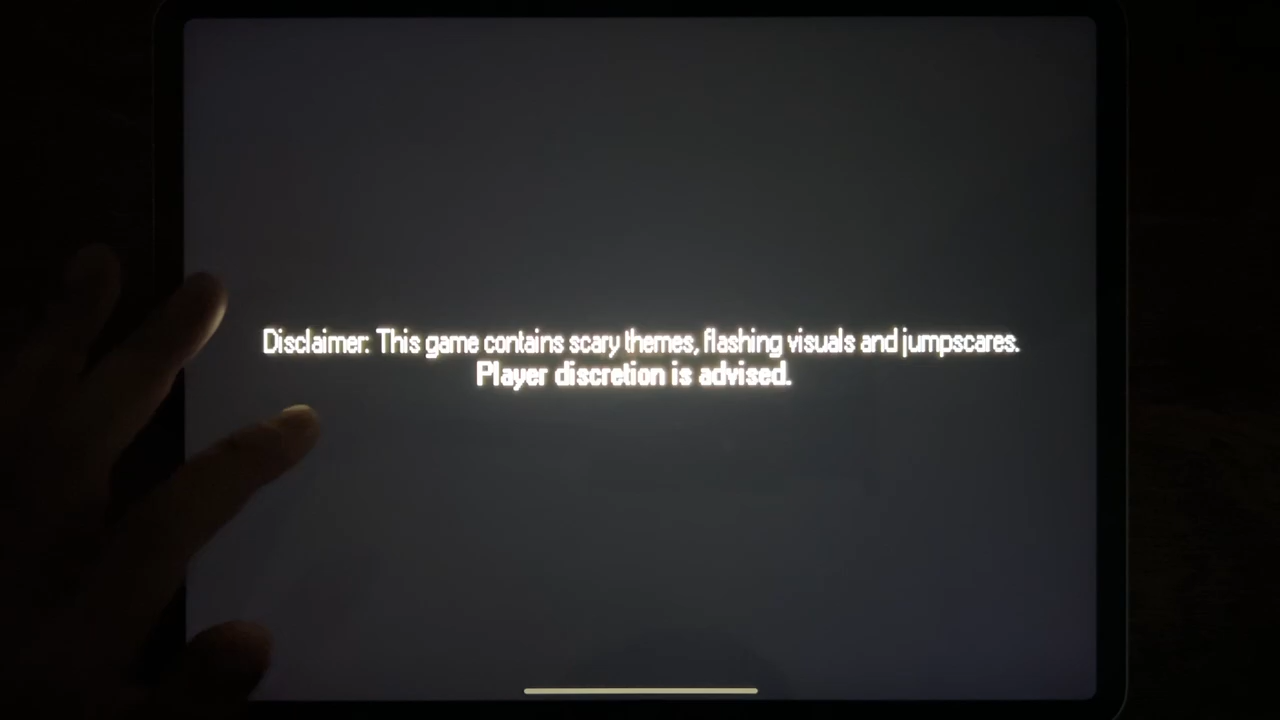 Disclaimer: This game contains scary themes, flashing visuals and jumpscares.
Player discretion is advised.